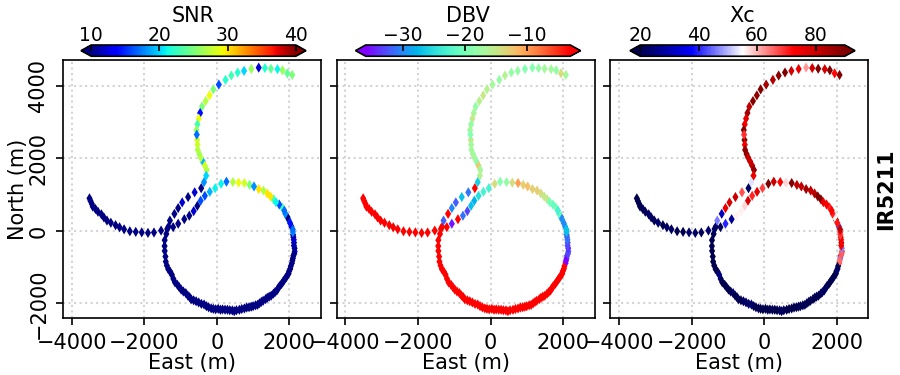 SNR
DBV
Xc
10 20 30 40
−30 −20 −10
20 40 60 80
4000
2000
0
−2000
North (m)
−4000 −2000 0 2000
−4000 −2000 0 2000
−4000 −2000 0 2000
East (m)
East (m)
East (m)
IR5211